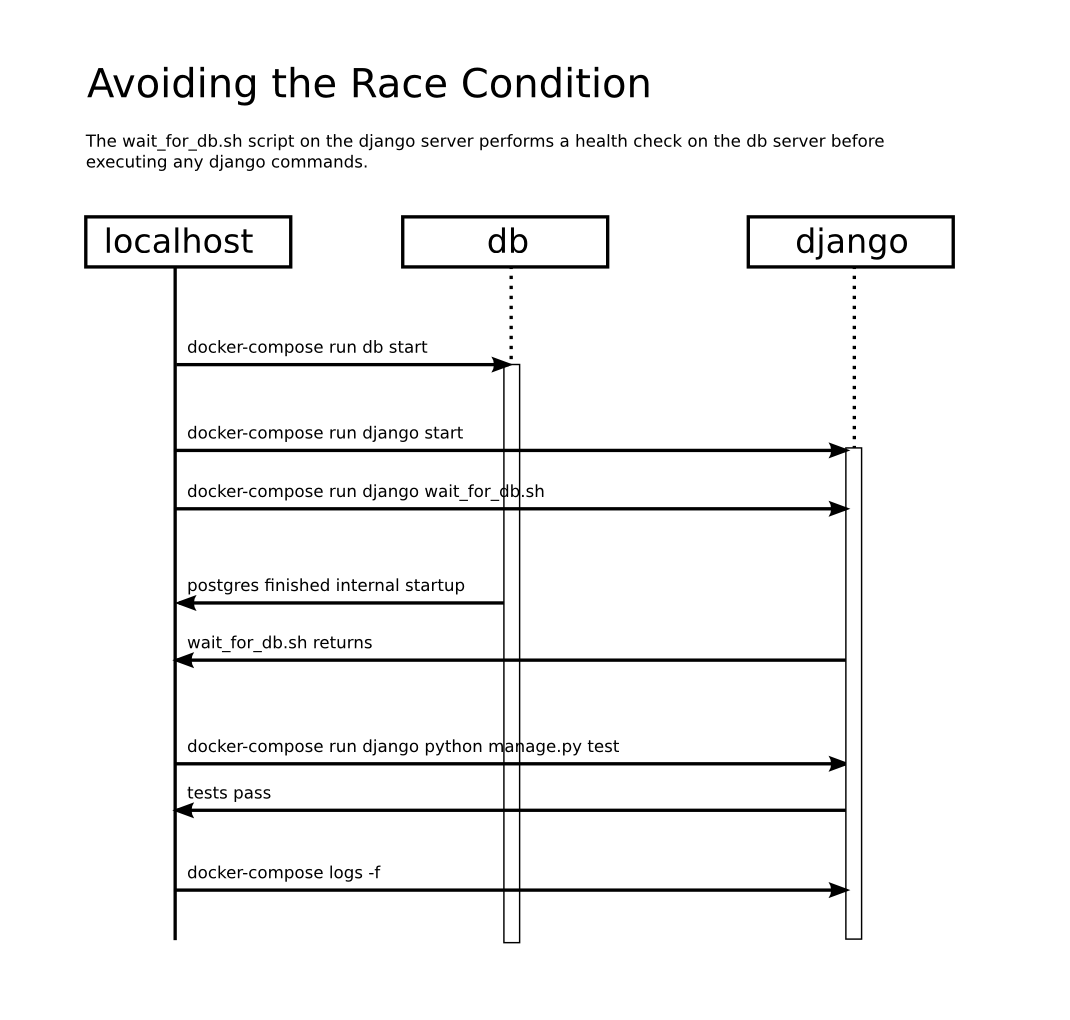 Avoiding the Race Condition
The wait_for_db.sh script on the django server performs a health check on the db server before
executing any django commands.
localhost
db
django
docker-compose run db start
docker-compose run django start
docker-compose run django wait_for_db.sh
postgres finished internal startup
wait_for_db.sh returns
docker-compose run django python manage.py test
tests pass
docker-compose logs -f